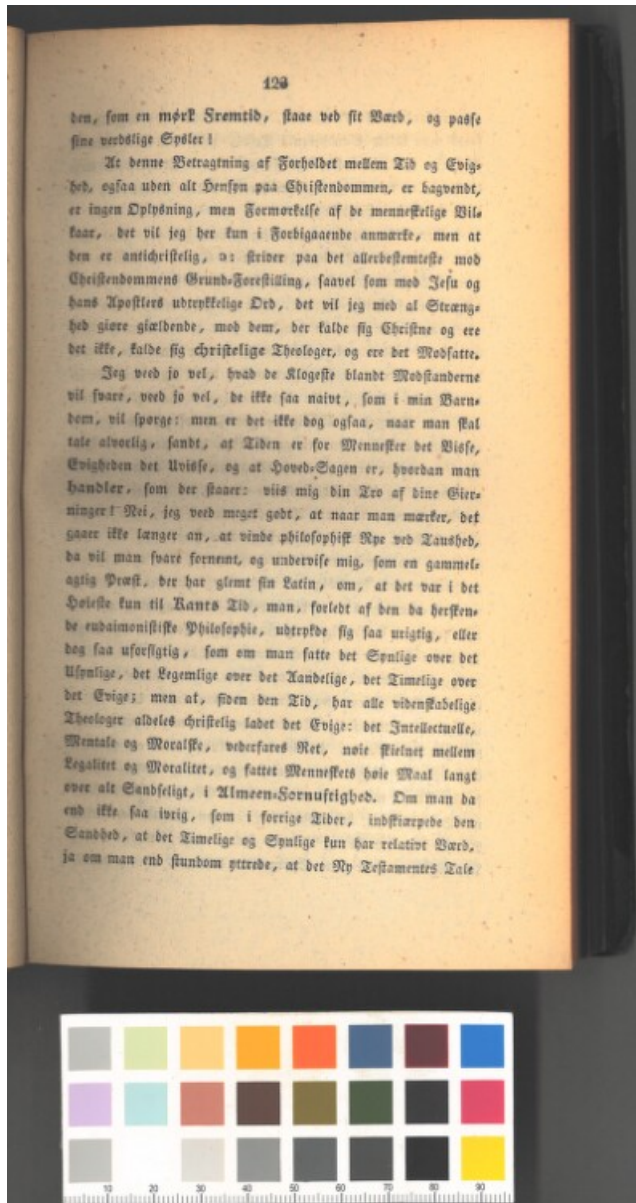 123
den, som en mørk Fremtid, staae ved sit Værd, og passe
sine verdslige Sysler!
At denne Betragtning af Forholdet mellem Tid og Evig-
hed, ogsaa uden alt Hensyn paa Christendommen, er bagvendt,
er ingen Oplysning, men Formørkelse af de menneskelige Vil-
kaar, det vil jeg her kun i Forbigaaende anmærke, men at
den er antichristelig, ɔ: strider paa det allerbestemteste mod
Christendommens Grund-Forestilling, saavel som mod Jesu og
hans Apostlers udtrykkelige Ord, det vil jeg med al Stræng-
hed giøre giældende, mod dem, der kalde sig Christne og ere
det ikke, kalde sig christelige Theologer, og ere det Modsatte.
Jeg veed jo vel, hvad de Klogeste blandt Modstanderne
vil svare, veed jo vel, de ikke saa naivt, som i min Barn-
dom, vil spørge: men er det ikke dog ogsaa, naar man skal
tale alvorlig, sandt, at Tiden er for Mennesker det Visse,
Evigheden det Uvisse, og at Hoved-Sagen er, hvordan man
handler, som der staaer: viis mig din Tro af dine Gier-
ninger! Nei, jeg veed meget godt, at naar man mærker, det
gaaer ikke længer an, at vinde philosophisk Rye ved Taushed,
da vil man svare fornemt, og undervise mig, som en gammel-
agtig Præst, der har glemt sin Latin, om, at det var i det
Høieste kun til Kants Tid, man, forledt af den da hersken-
de eudaimonistiske Philosophie, udtrykde sig saa urigtig, eller
dog saa uforsigtig, som om man satte det Synlige over det
Usynlige, det Legemlige over det Aandelige, det Timelige over
det Evige; men at, siden den Tid, har alle videnskabelige
Theologer aldeles christelig ladet det Evige: det Intellectuelle,
Mentale og Moralske, vederfares Ret, nøie skielnet mellem
Legalitet og Moralitet, og fattet Menneskets høie Maal langt
over alt Sandseligt, i Almeen-Fornuftighed. Om man da
end ikke saa ivrig, som i forrige Tider, indskiærpede den
Sandhed, at det Timelige og Synlige kun har relativt Værd,
ja om man end stundom yttrede, at det Ny Testamentes Tale
10 20 30 40 50 60 70 80 90